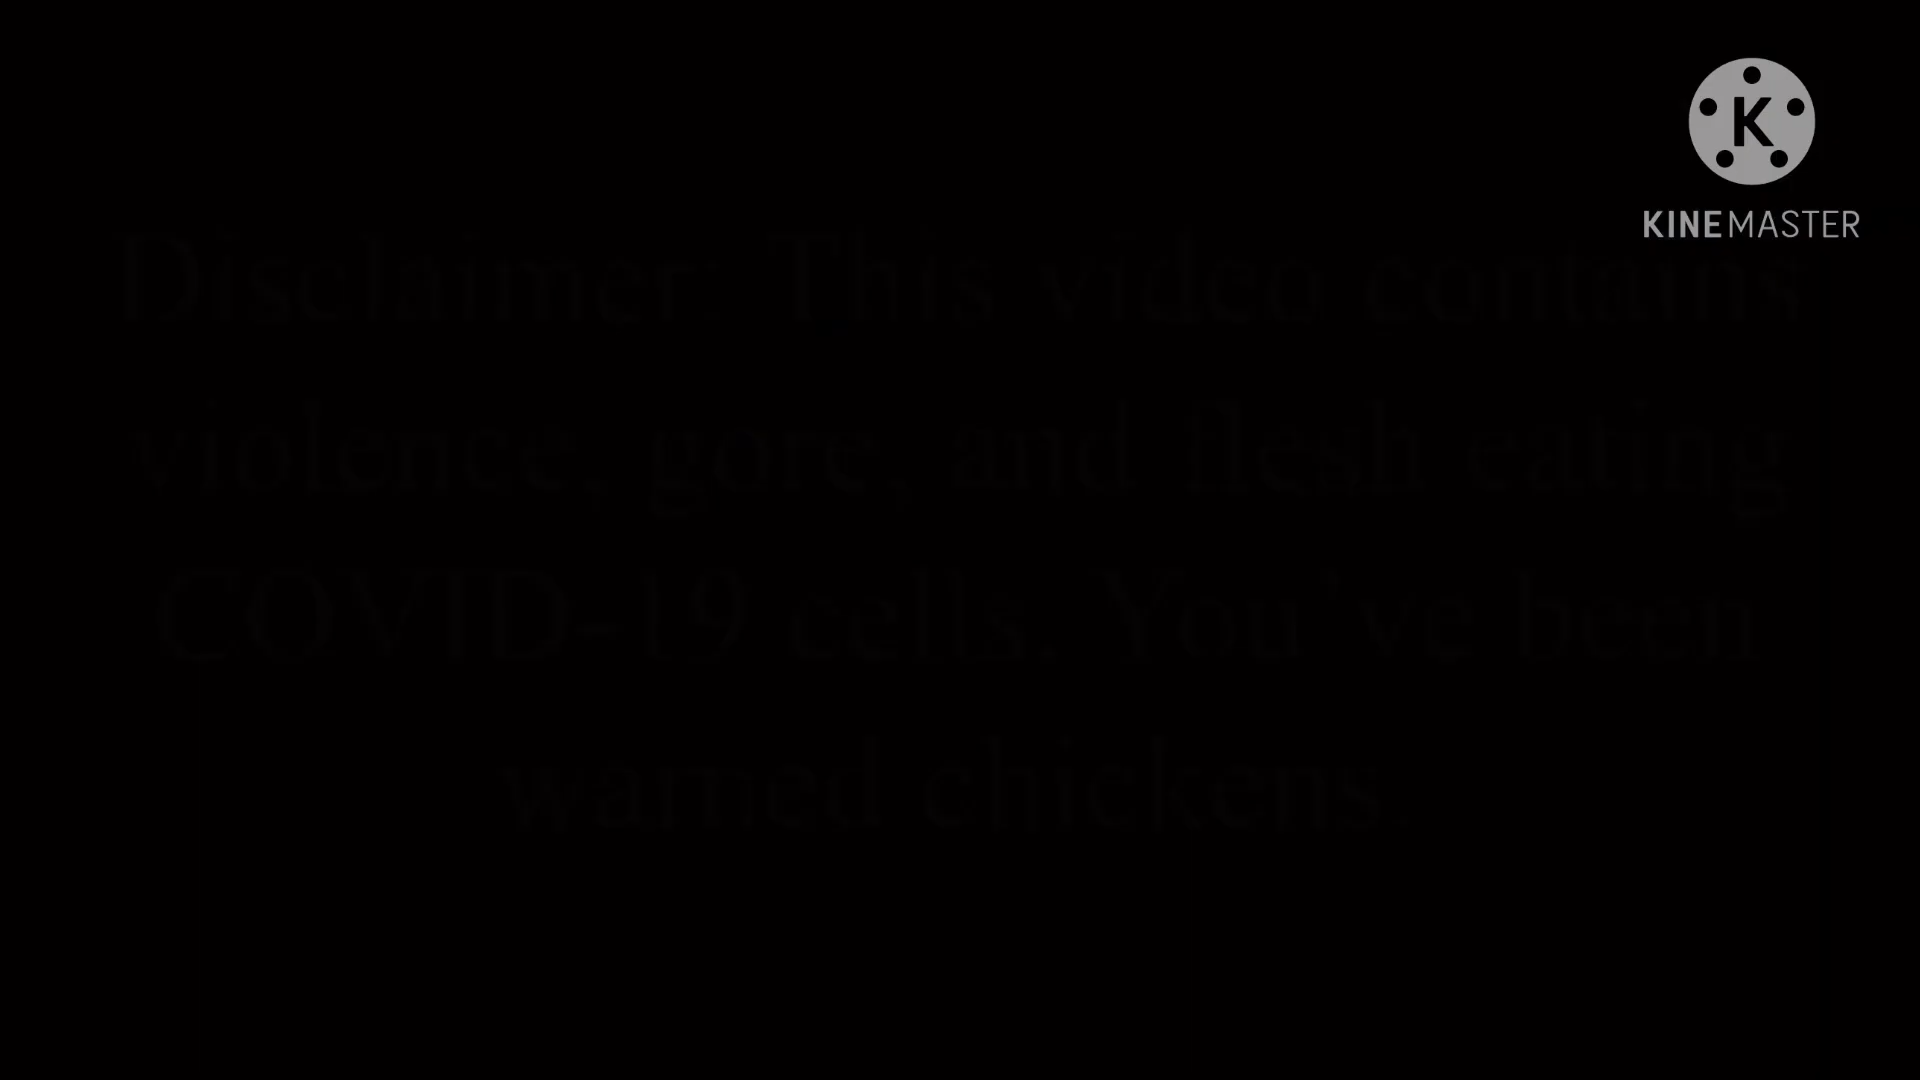 K
KINEMASTER
Disclaimer: This video contains
violence, gore, and flesh eating
COVID-19 cells. You've been
warned chickens.